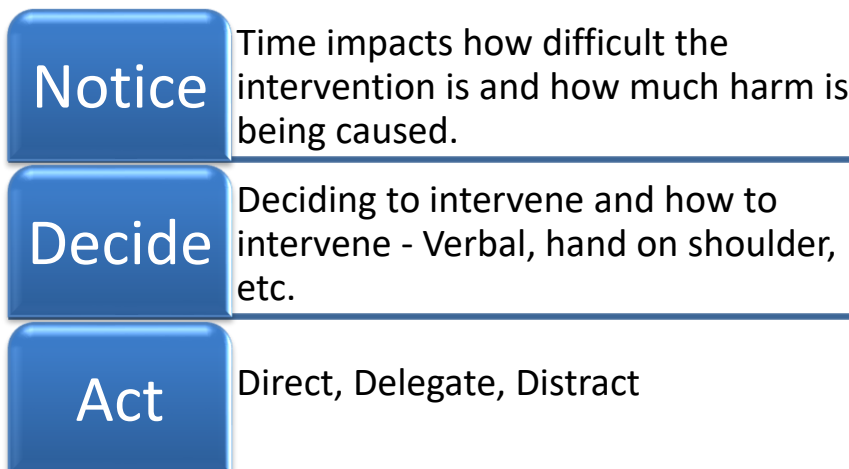 Notice
Time impacts how difficult the
intervention is and how much harm is
being caused.
Decide
Deciding to intervene and how to
intervene - Verbal, hand on shoulder,
etc.
Act
Direct, Delegate, Distract